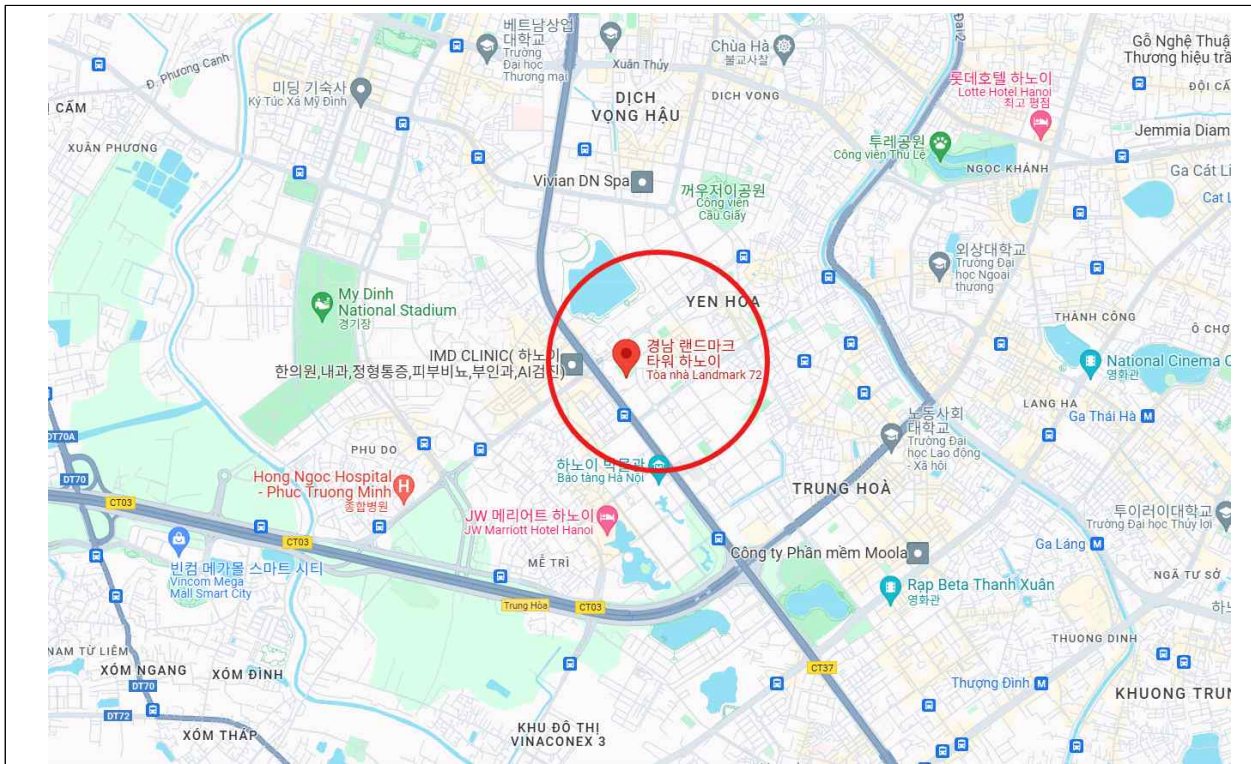 베트남상업
대학교
Trường
Đại học
Thương mại
Xuân Thủy
Chùa Hà
불교사찰
Đại 2
Gỗ Nghệ Thuậ
Thương hiệu trầ
Đ. Phương Canh
미딩 기숙사
Ký Túc Xá Mỹ Đình
DỊCH
VỌNG HẬU
DICH VONG
롯데호텔 하노이
Lotte Hotel Hanoi
최고 평점
ĐỘI CẤ
I CẦM
XUÂN PHƯƠNG
투레공원
Công viên Thủ Lệ
Jemmia Diam
NGỌC KHÁNH
Ga Cát Li
Cat L
Vivian DN Spa
꺼우저이공원
Công viên
Cầu Giấy
외상대학교
Trường Đại
học Ngoại
thương
My Dinh
National Stadium
경기장
YEN HOA
THÀNH CÔNG
Ô CHỢ
IMD CLINIC( 하노이
한의원,내과,정형통증,피부비뇨,부인과,AI검진)
경남 랜드마크
타워 하노이
Tòa nhà Landmark 72
National Cinema C
영화관
LANG HA
Ga Thái Hà
M
노동사회
대학교
Trường Đại
học Lao động
- Xã hội
DT70A
PHU DO
하노이 박물관
Bảo tàng Hà Nội
DT70
Hong Ngoc Hospital
- Phuc Truong Minh
종합병원
H
TRUNG HOÀ
CT03
JW 메리어트 하노이
JW Marriott Hotel Hanoi
투이러이대학교
Trường Đại học Thủy lợi
CT03
빈컴 메가몰 스마트 시티
Vincom Mega
Mall Smart City
MỄ TRÌ
Công ty Phần mềm Moola
Ga Láng
M
NGÃ TƯ SỞ
Rạp Beta Thanh Xuân
영화관
Trung Hòa
CT03
하노
NAM TỪ LIÊM
XÓM NGANG
XÓM ĐÌNH
THUONG DINH
CT37
DT70
Thượng Đình
M
KHUONG TRUN
DT72
XÓM THÁP
KHU ĐÔ THỊ
VINACONEX 3